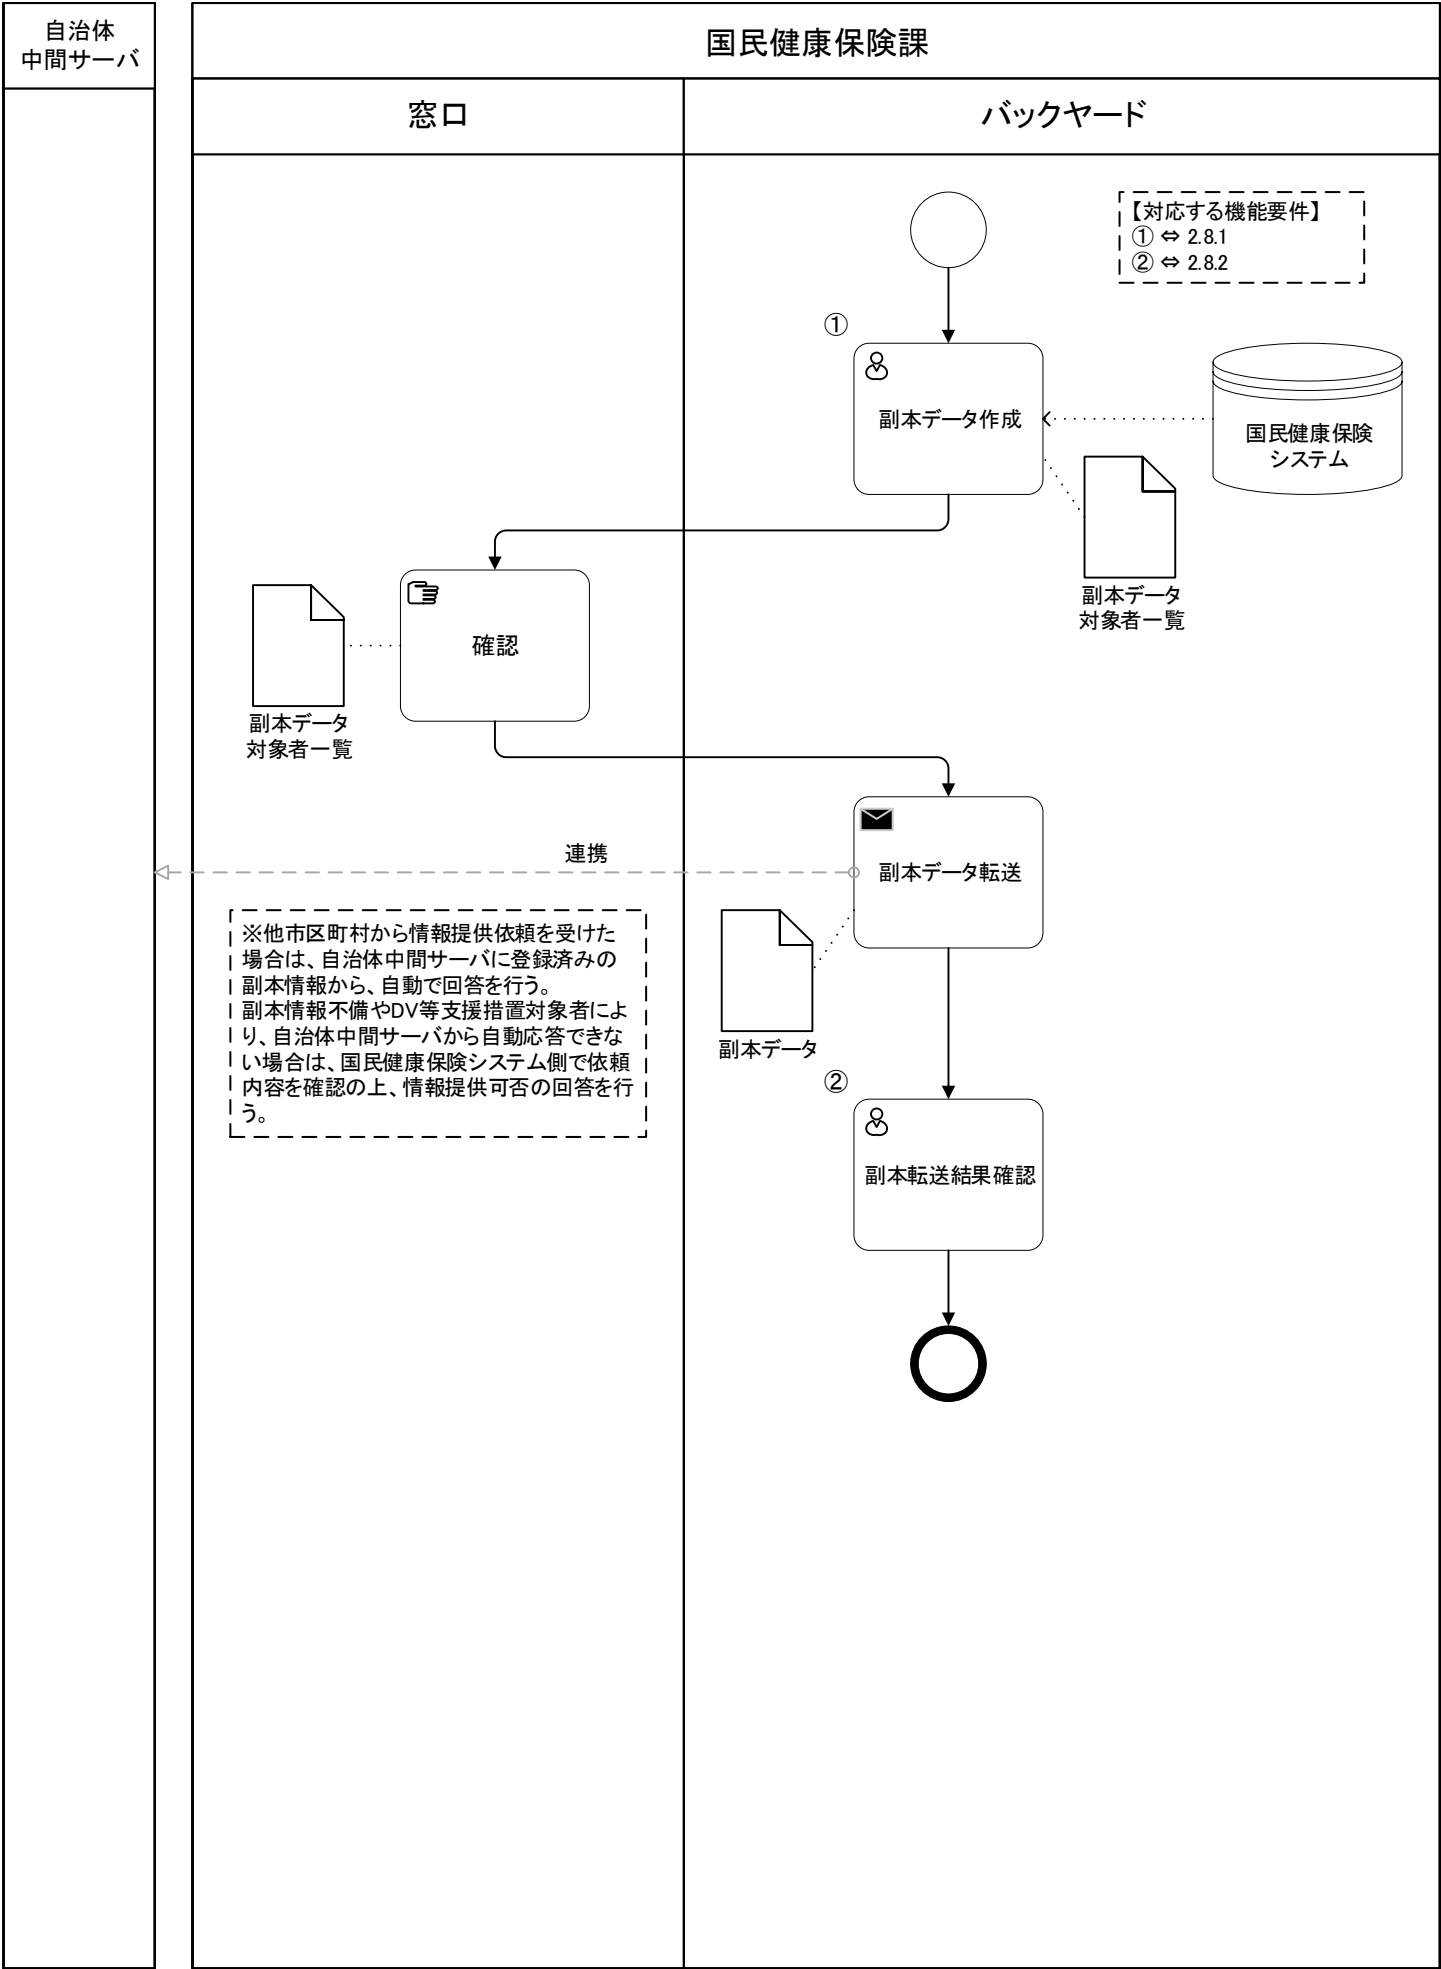 自治体
中間サーバ
国民健康保険課
窓口
バックヤード
【対応する機能要件】
① ⇔ 2.8.1
② ⇔ 2.8.2
①
副本データ作成
国民健康保険
システム
副本データ
対象者一覧
確認
副本データ
対象者一覧
連携
副本データ転送
※他市区町村から情報提供依頼を受けた
場合は、自治体中間サーバに登録済みの
副本情報から、自動で回答を行う。
副本情報不備やDV等支援措置対象者によ
り、自治体中間サーバから自動応答できな
い場合は、国民健康保険システム側で依頼
内容を確認の上、情報提供可否の回答を行
う。
副本データ
②
副本転送結果確認